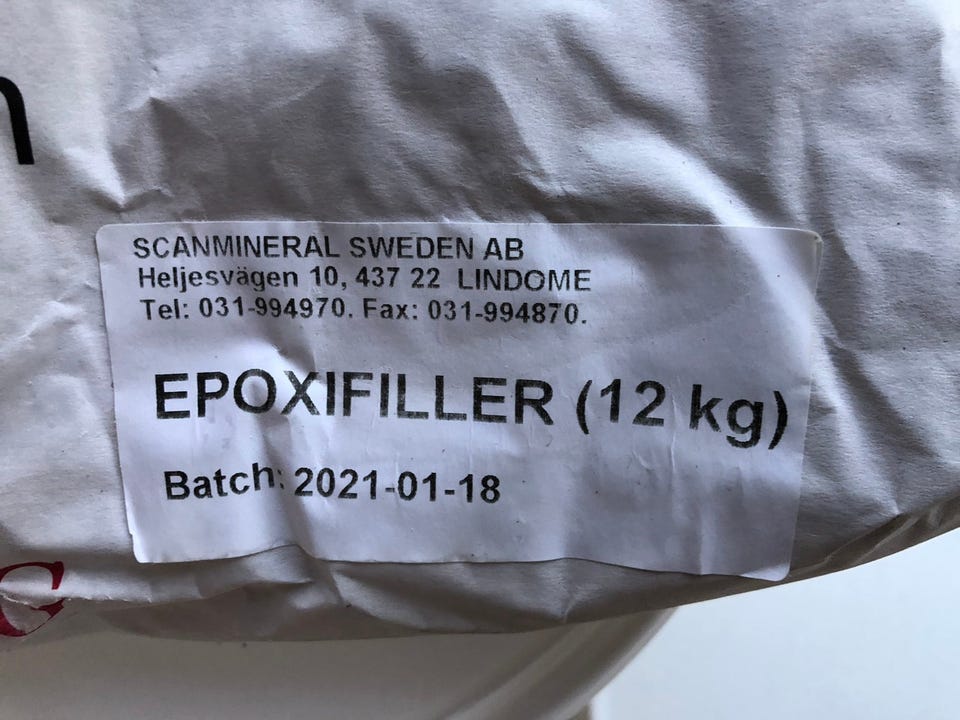 SCANMINERAL SWEDEN AB
Heljesvägen 10, 437 22 LINDOME
Tel: 031-994970. Fax: 031-994870.
EPOXIFILLER (12 kg)
Batch: 2021-01-18